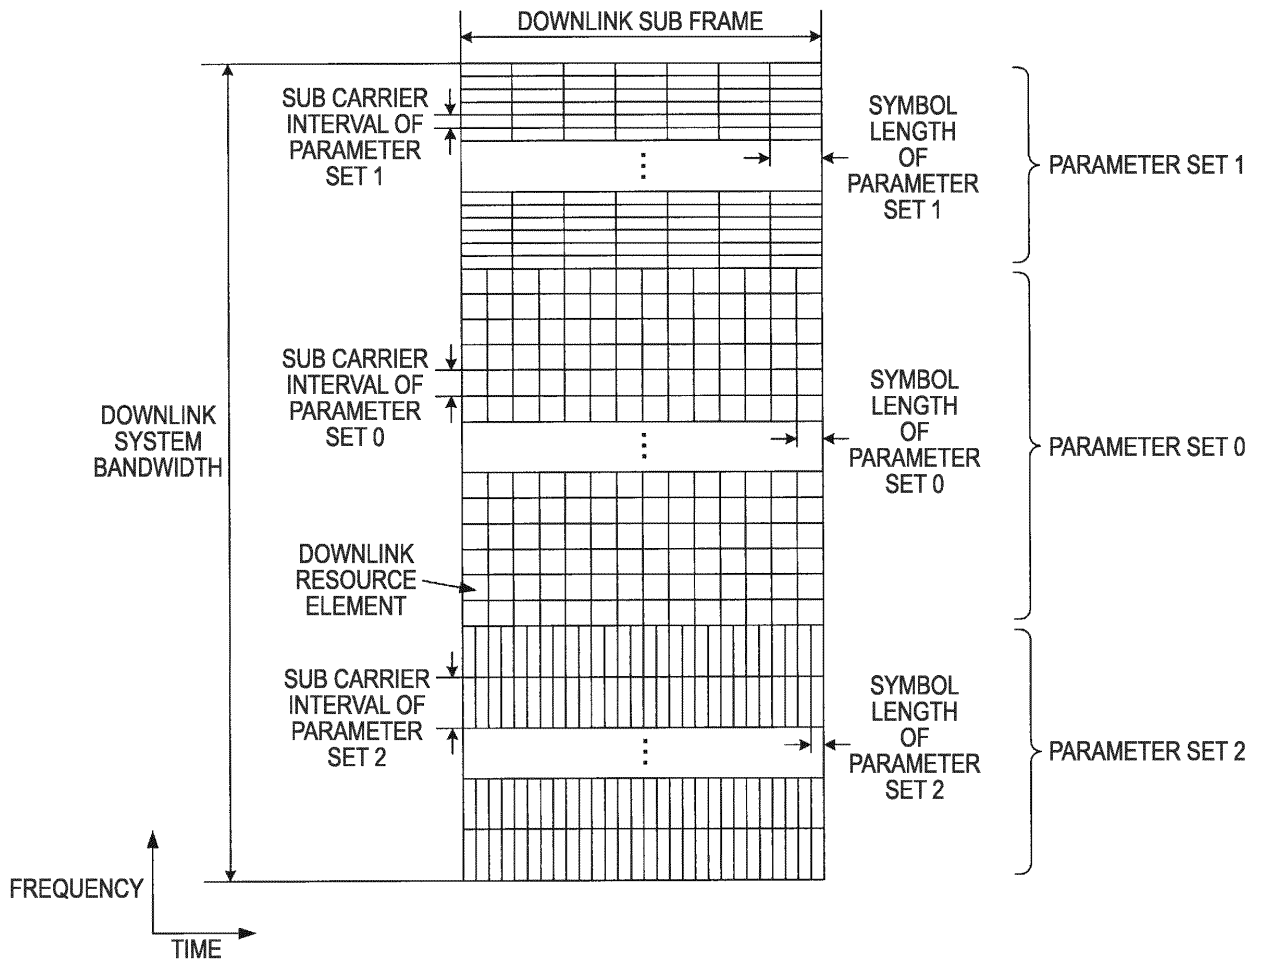 DOWNLINK SUB FRAME
SUB CARRIER
INTERVAL OF
PARAMETER
SET 1
SYMBOL
LENGTH
OF
PARAMETER
SET 1
PARAMETER SET 1
SUB CARRIER
INTERVAL OF
PARAMETER
SET 0
SYMBOL
LENGTH
OF
PARAMETER
SET 0
PARAMETER SET 0
DOWNLINK
SYSTEM
BANDWIDTH
DOWNLINK
RESOURCE
ELEMENT
SUB CARRIER
INTERVAL OF
PARAMETER
SET 2
SYMBOL
LENGTH
OF
PARAMETER
SET 2
PARAMETER SET 2
FREQUENCY
TIME